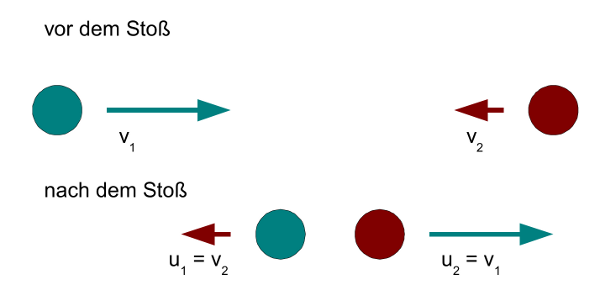 vor dem Stoß
v1
v2
nach dem Stoß
u1 = v2
u2 = v1